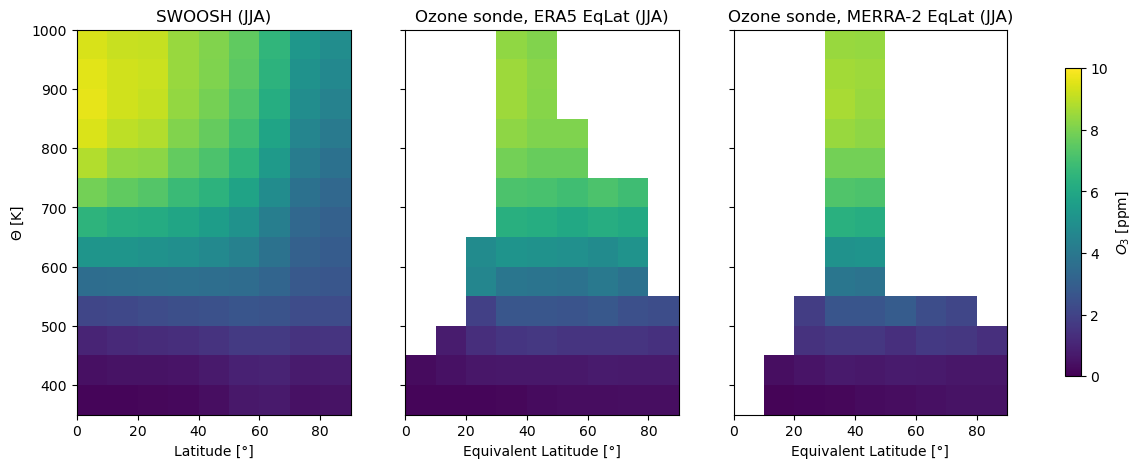 SWOOSH (JJA)
Ozone sonde, ERA5 EqLat (JJA)
Ozone sonde, MERRA-2 EqLat (JJA)
1000
900
800
700
600
500
400
Θ [K]
0 20 40 60 80
Latitude [°]
0 20 40 60 80
Equivalent Latitude [°]
0 20 40 60 80
Equivalent Latitude [°]
10
8
6
4
2
0
O₃ [ppm]